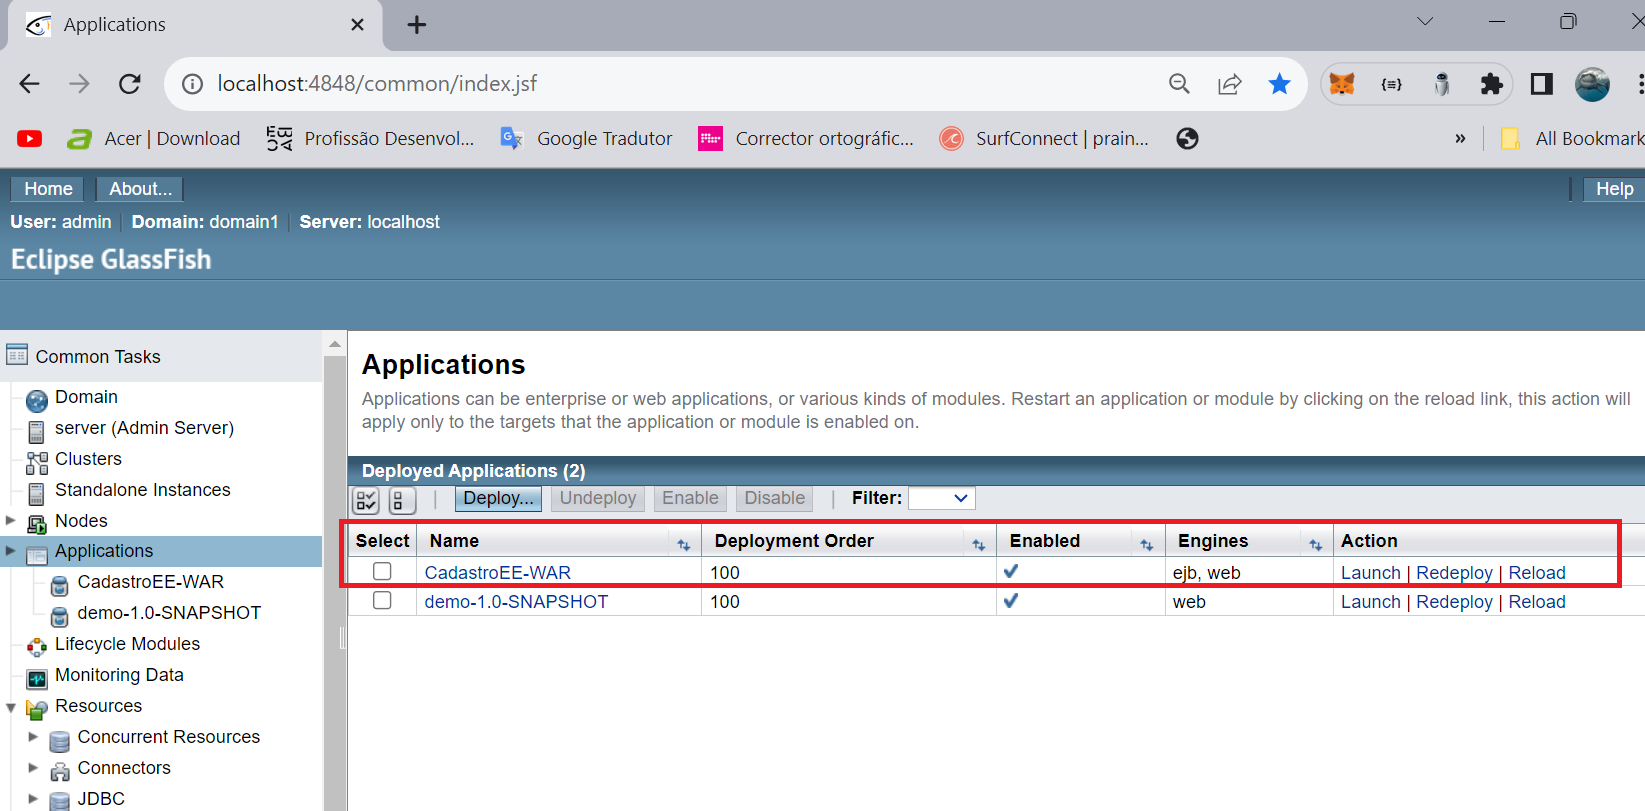 Applications
localhost:4848/common/index.jsf
Acer | Download Profissão Desenvol... Google Tradutor Corrector ortográfic... SurfConnect | prain... » All Bookmark
Home About... Help
User: admin Domain: domain1 Server: localhost
Eclipse GlassFish
Common Tasks
Domain
server (Admin Server)
Clusters
Standalone Instances
Nodes
Applications
CadastroEE-WAR
demo-1.0-SNAPSHOT
Lifecycle Modules
Monitoring Data
Resources
Concurrent Resources
Connectors
JDBC
Applications
Applications can be enterprise or web applications, or various kinds of modules. Restart an application or module by clicking on the reload link, this action will
apply only to the targets that the application or module is enabled on.
Deployed Applications (2)
Deploy... Undeploy Enable Disable Filter:
Select Name Deployment Order Enabled Engines Action
CadastroEE-WAR 100 ejb, web Launch | Redeploy | Reload
demo-1.0-SNAPSHOT 100 web Launch | Redeploy | Reload